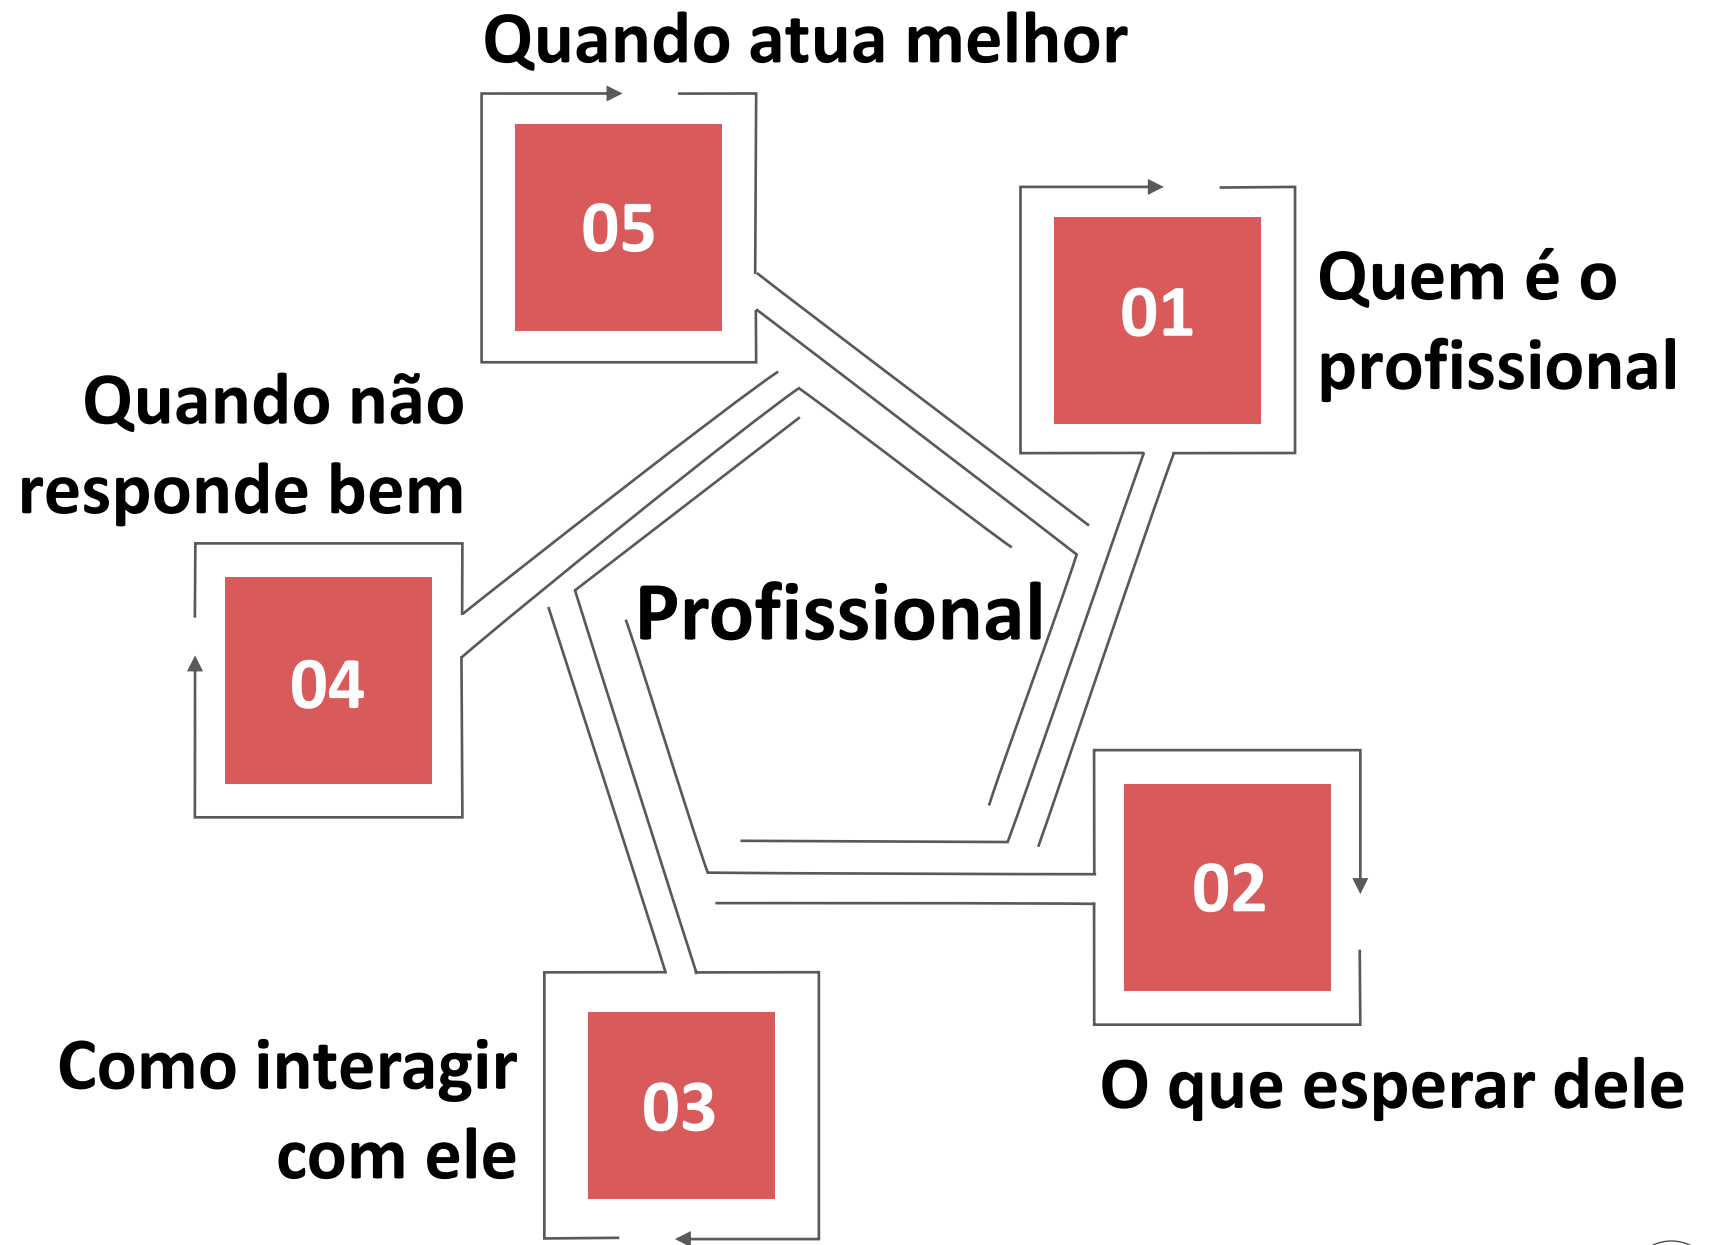 Quando atua melhor
05
01
Quem é o
profissional
Quando não
responde bem
Profissional
04
02
O que esperar dele
Como interagir
com ele
03